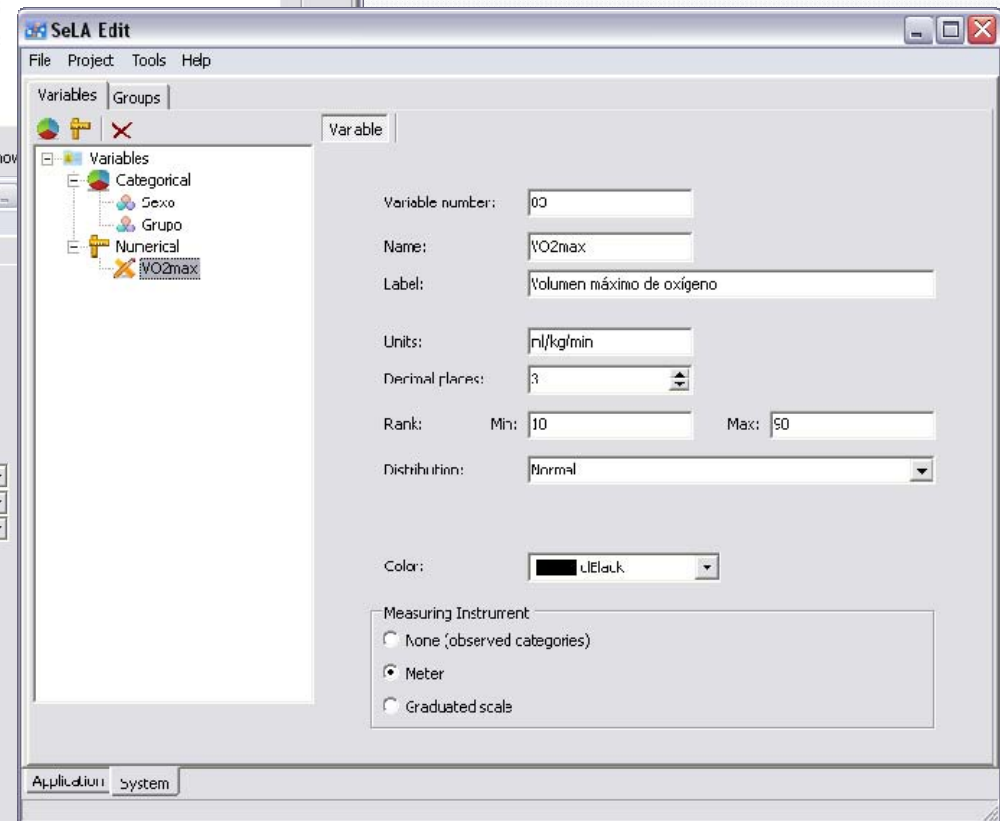 SeLA Edit
File Project Tools Help
Variables Groups
Variable
Variables
Categorical
Sexo
Grupo
Numerical
VO2max
Variable number: 03
Name: VO2max
Label: Volumen máximo de oxígeno
Units: ml/kg/min
Decimal places: 3
Rank: Min: 10 Max: 90
Distribution: Normal
Color: clBlack
Measuring Instrument
None (observed categories)
Meter
Graduated scale
Application System